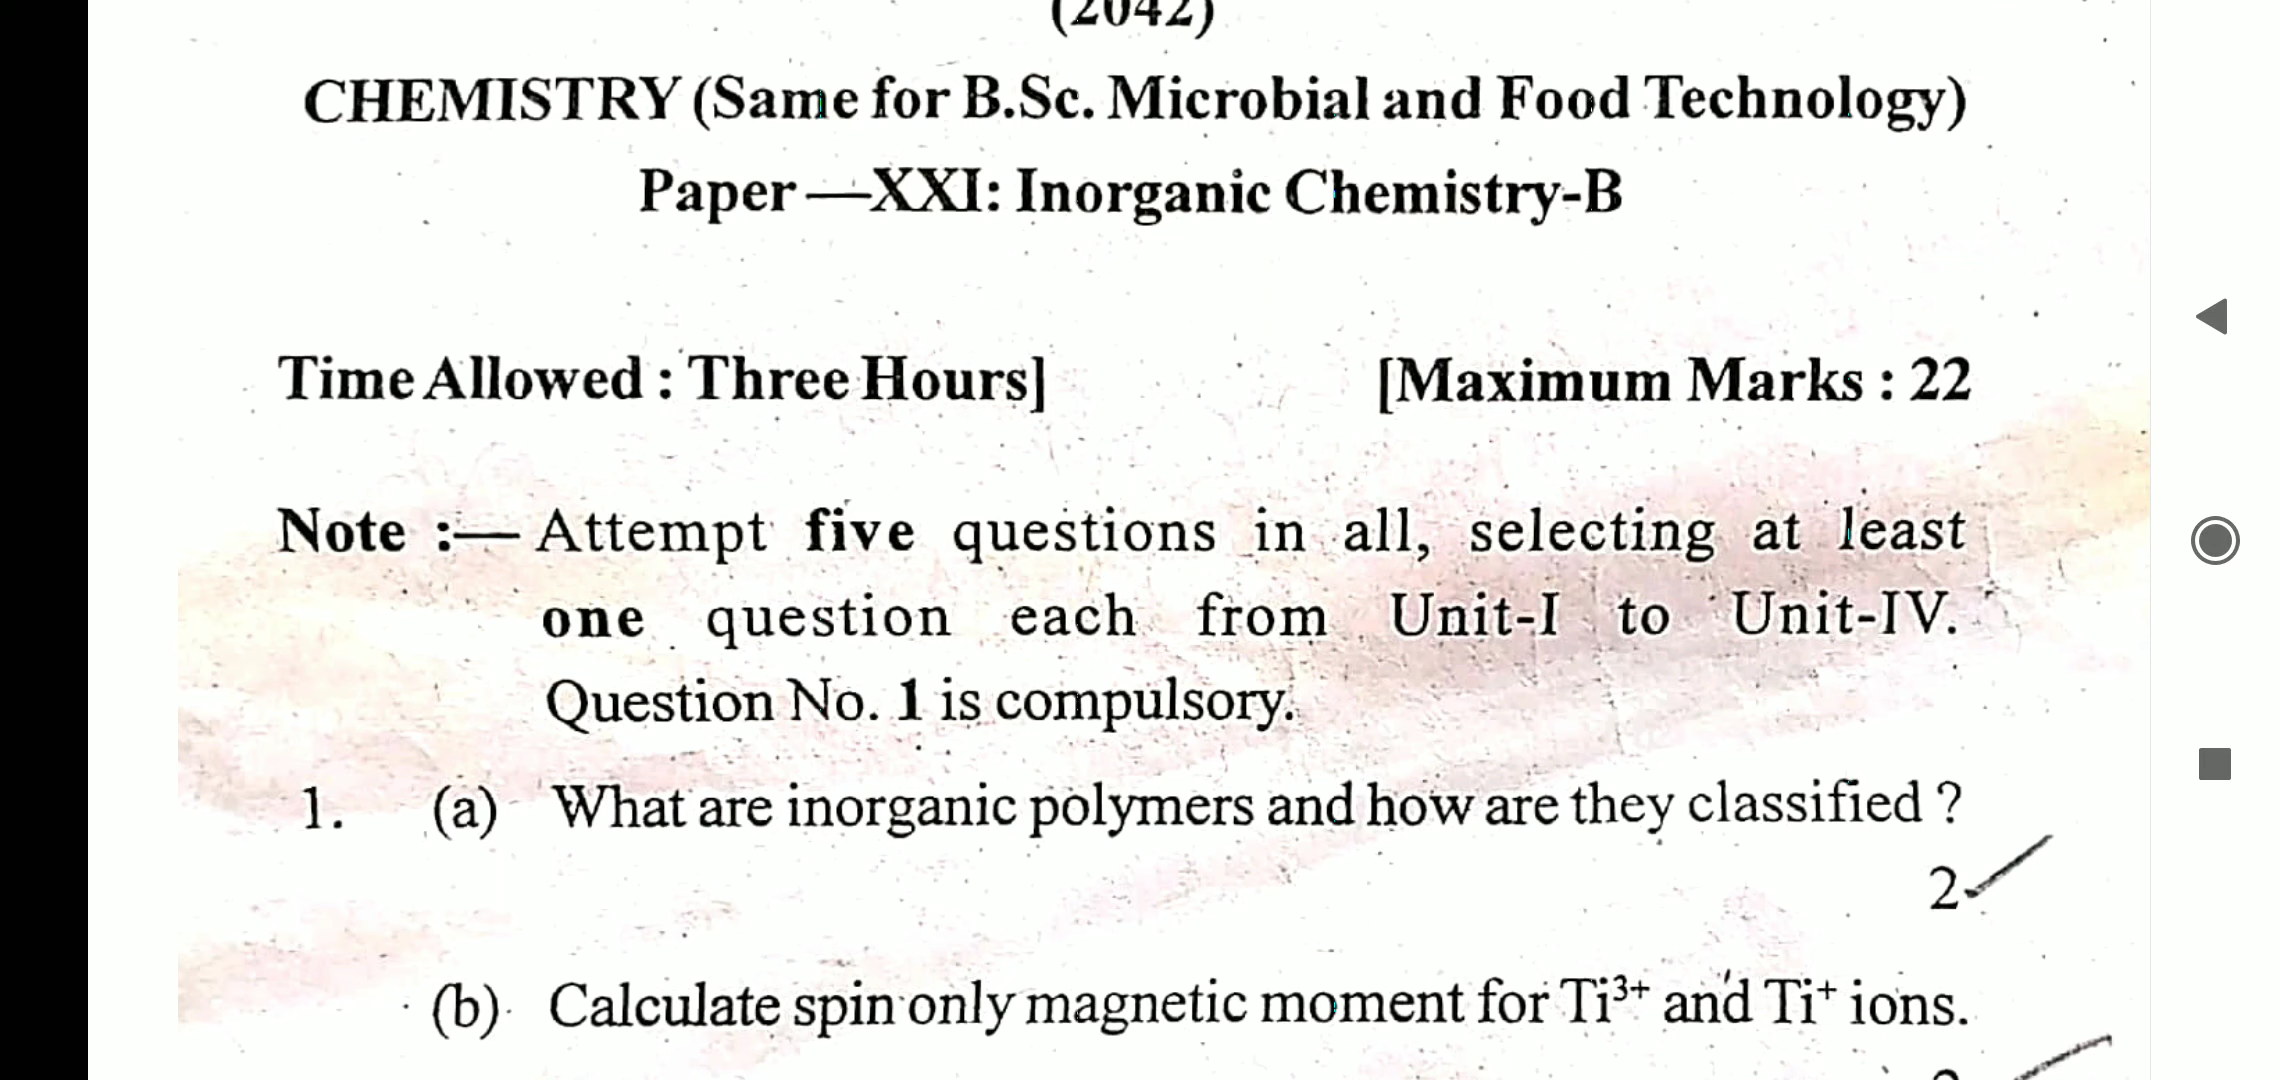 (2042)
CHEMISTRY (Same for B.Sc. Microbial and Food Technology)
Paper—XXI: Inorganic Chemistry-B
Time Allowed : Three Hours] [Maximum Marks : 22
Note :— Attempt five questions in all, selecting at least
one question each from Unit-I to Unit-IV.
Question No. 1 is compulsory.
1. (a) What are inorganic polymers and how are they classified ?
2
(b) Calculate spin only magnetic moment for Ti³⁺ and Ti⁺ ions.